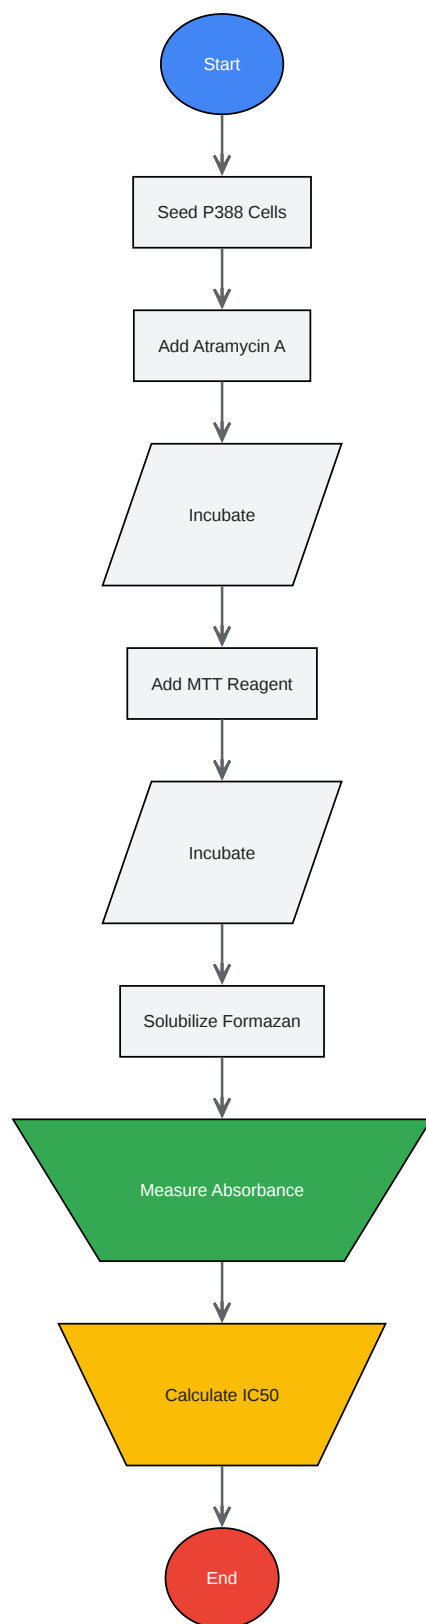 Start
Seed P388 Cells
Add Atramycin A
Incubate
Add MTT Reagent
Incubate
Solubilize Formazan
Measure Absorbance
Calculate IC50
End